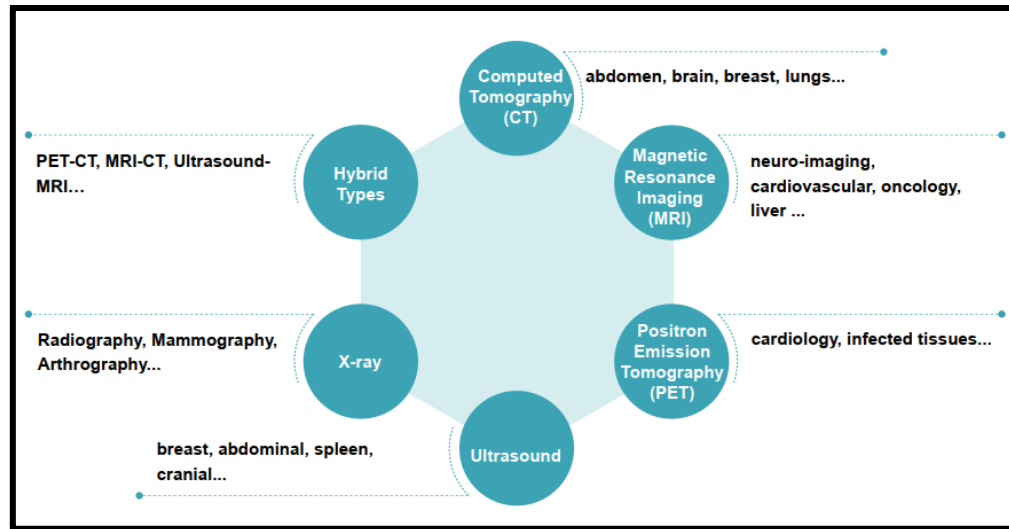 Computed
Tomography
(CT)
abdomen, brain, breast, lungs...
Magnetic
Resonance
Imaging
(MRI)
neuro-imaging,
cardiovascular, oncology,
liver ...
Positron
Emission
Tomography
(PET)
cardiology, infected tissues...
Ultrasound
breast, abdominal, spleen,
cranial...
X-ray
Radiography, Mammography,
Arthrography...
Hybrid
Types
PET-CT, MRI-CT, Ultrasound-
MRI...